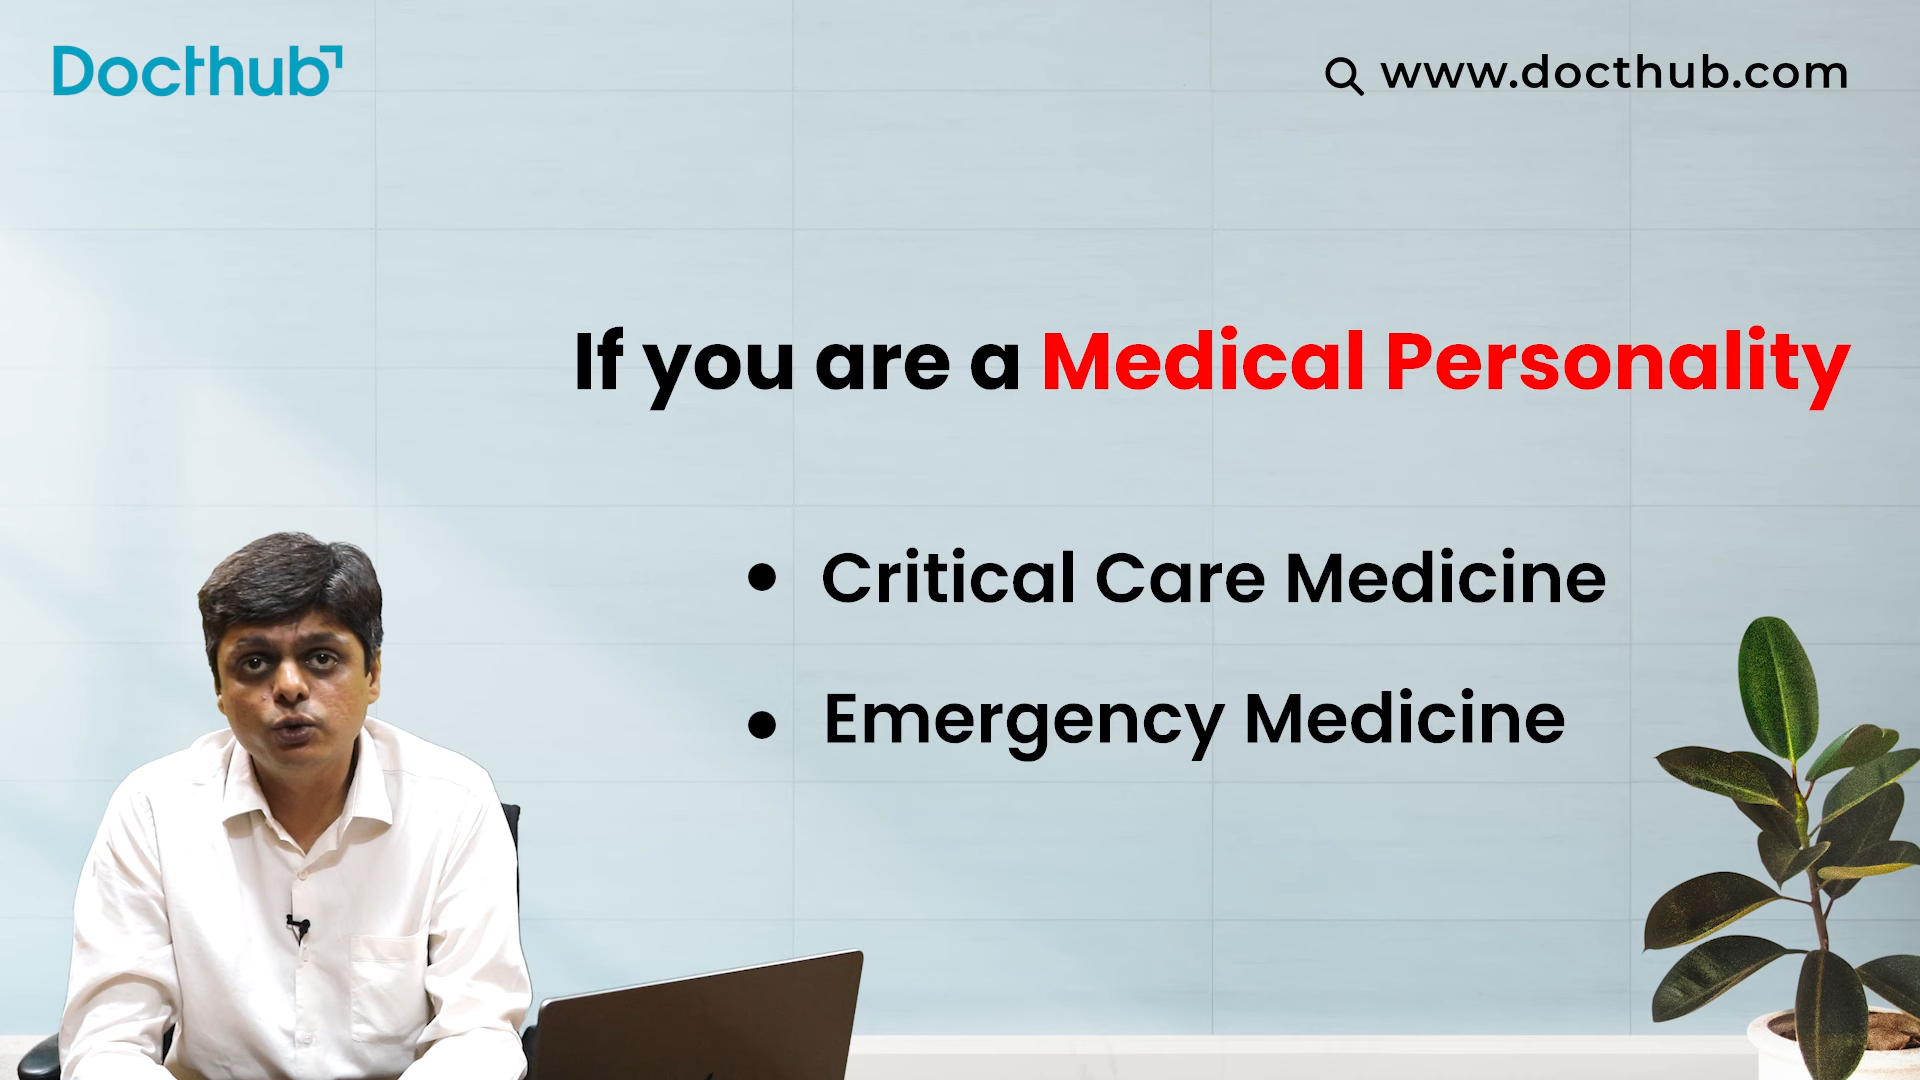 Docthub
www.docthub.com
If you are a Medical Personality
• Critical Care Medicine
• Emergency Medicine